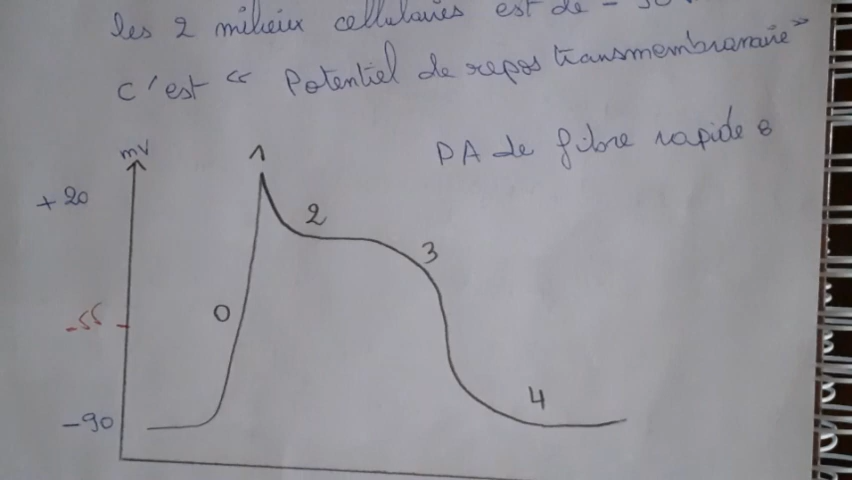 les 2 milieux cellulaires est de -
c'est « Potentiel de repos transmembranaire »
PA de fibre rapide :
mV
1
+20
2
3
0
-55
4
-90